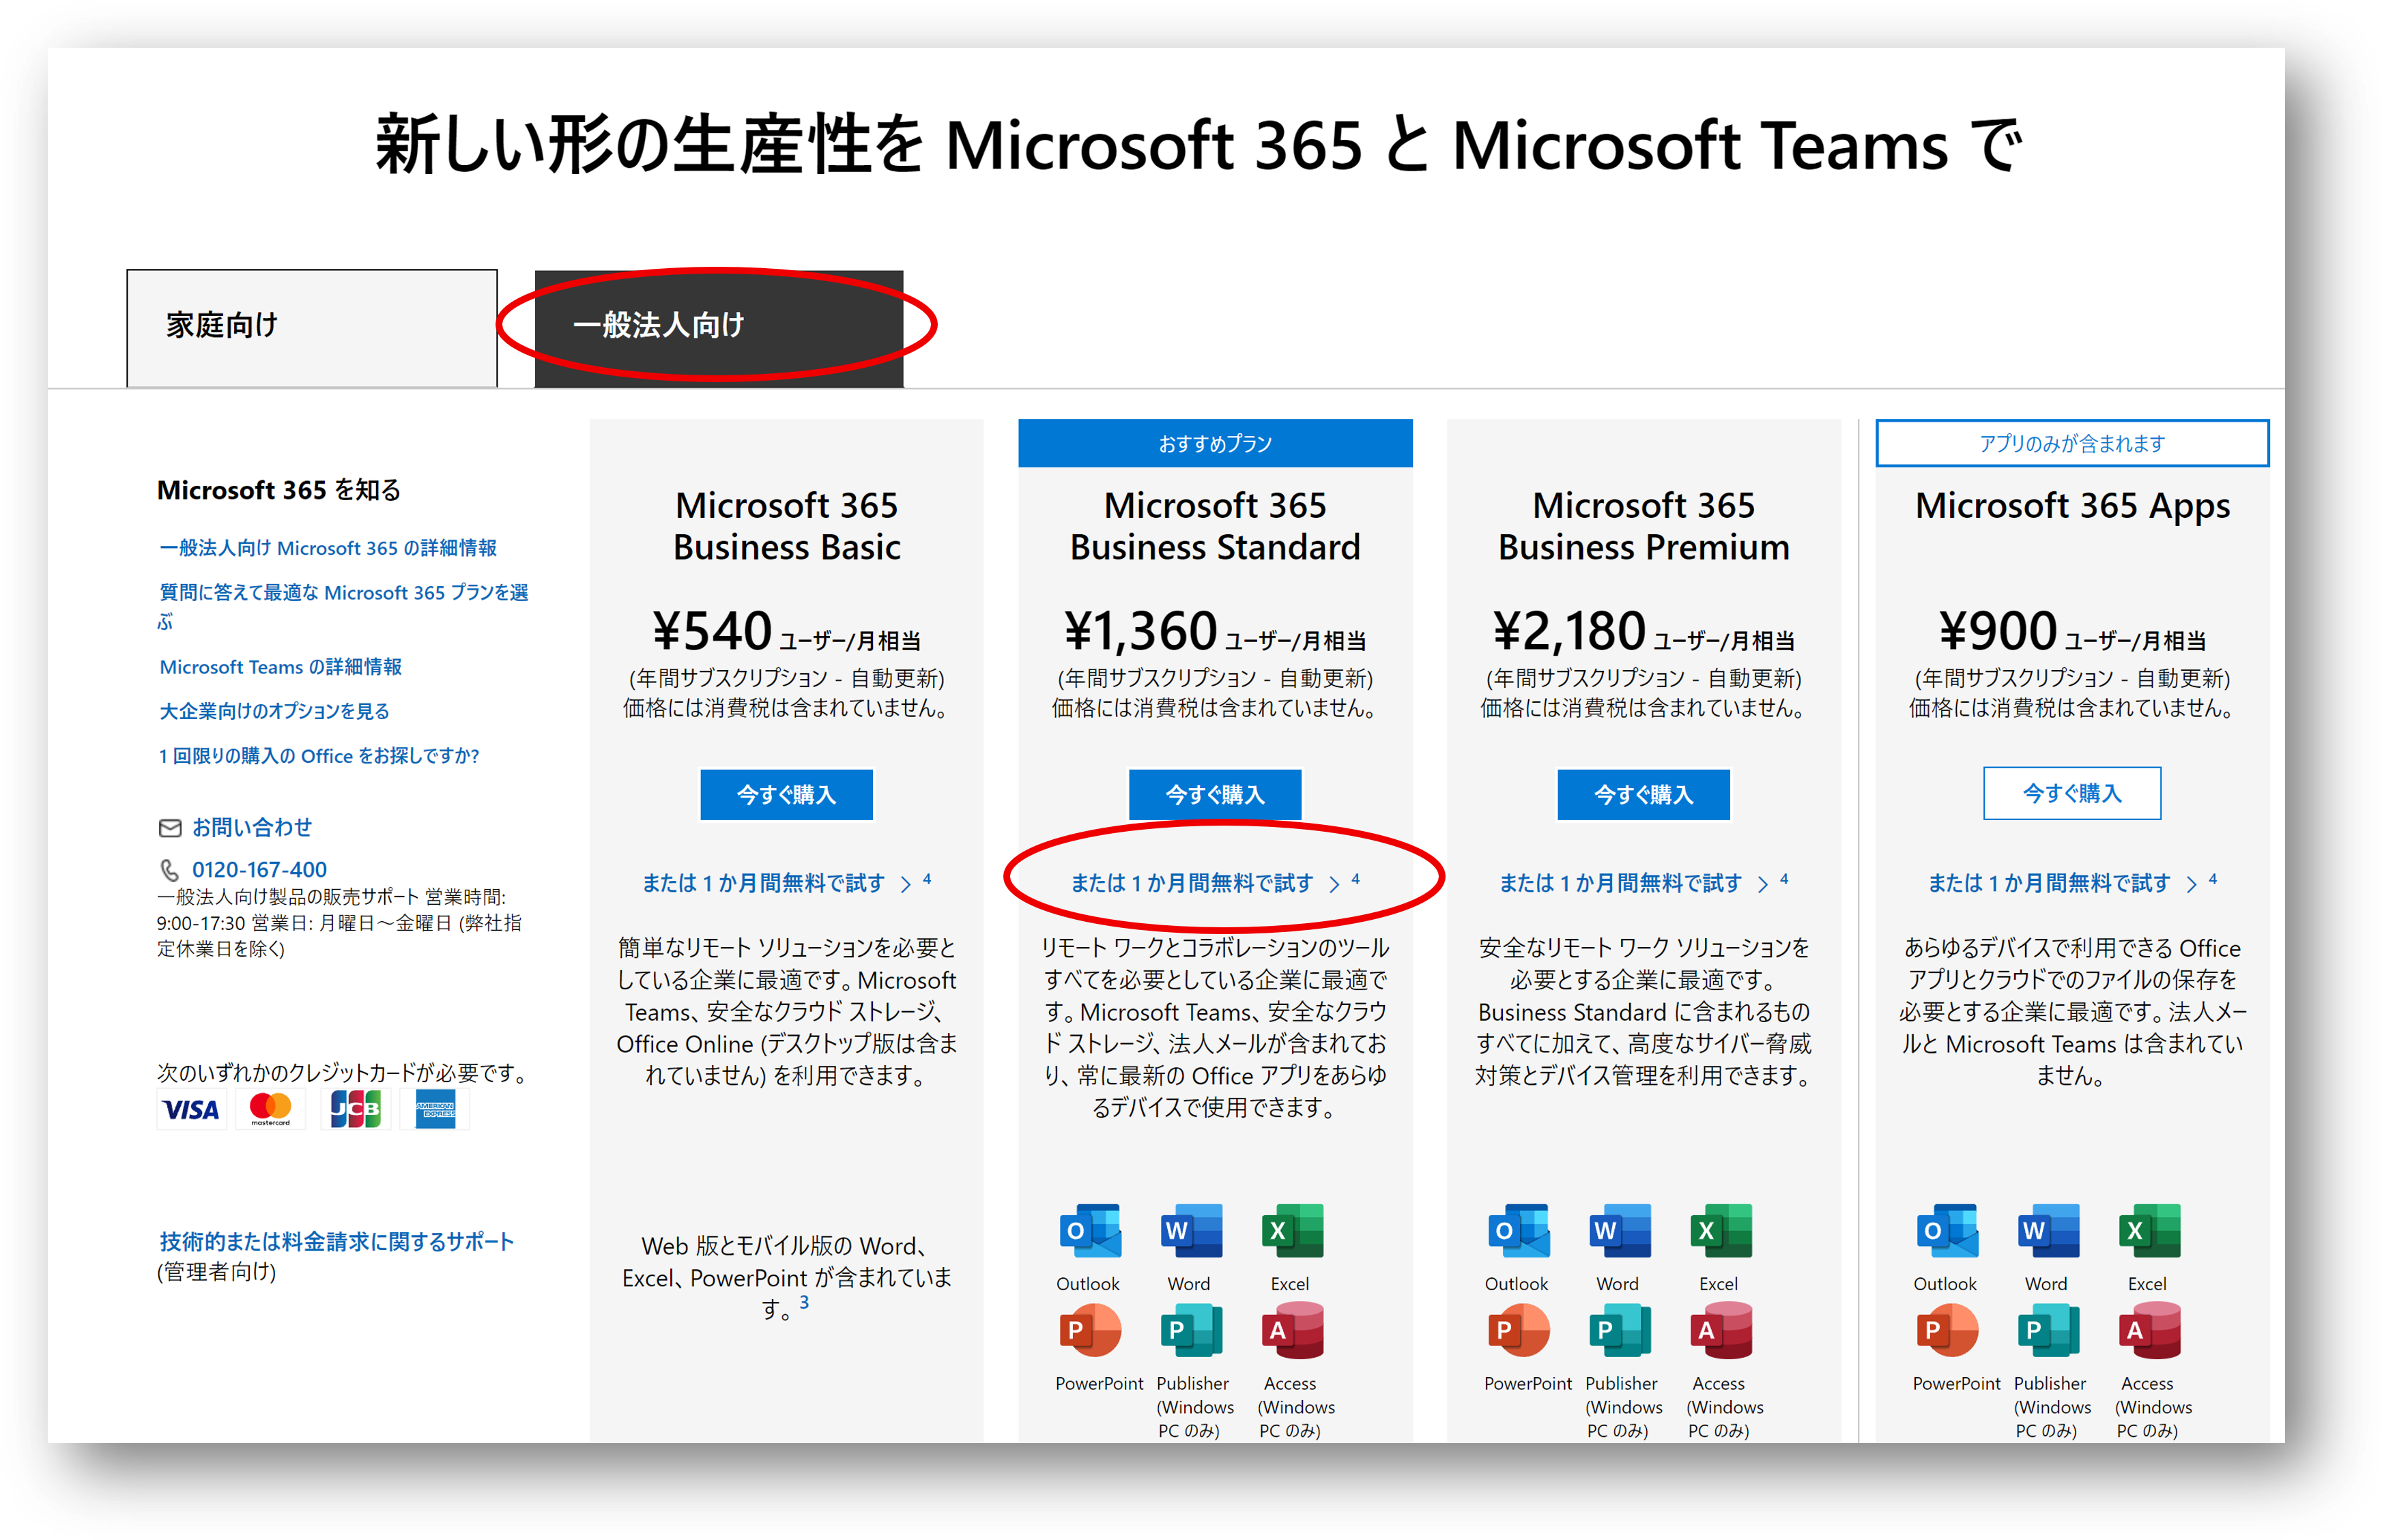 新しい形の生産性を Microsoft 365 と Microsoft Teams で
家庭向け
一般法人向け
Microsoft 365 を知る
一般法人向け Microsoft 365 の詳細情報
質問に答えて最適な Microsoft 365 プランを選
ぶ
Microsoft Teams の詳細情報
大企業向けのオプションを見る
1 回限りの購入の Office をお探しですか?
お問い合わせ
0120-167-400
一般法人向け製品の販売サポート 営業時間:
9:00-17:30 営業日: 月曜日～金曜日 (弊社指
定休業日を除く)
次のいずれかのクレジットカードが必要です。
VISA
mastercard
JCB
AMERICAN
EXPRESS
技術的または料金請求に関するサポート
(管理者向け)
Microsoft 365
Business Basic
¥540 ユーザー/月相当
(年間サブスクリプション - 自動更新)
価格には消費税は含まれていません。
今すぐ購入
または 1 か月間無料で試す > 4
簡単なリモート ソリューションを必要と
している企業に最適です。Microsoft
Teams、安全なクラウド ストレージ、
Office Online (デスクトップ版は含ま
れていません) を利用できます。
Web 版とモバイル版の Word、
Excel、PowerPoint が含まれていま
す。3
おすすめプラン
Microsoft 365
Business Standard
¥1,360 ユーザー/月相当
(年間サブスクリプション - 自動更新)
価格には消費税は含まれていません。
今すぐ購入
または 1 か月間無料で試す > 4
リモート ワークとコラボレーションのツール
すべてを必要としている企業に最適で
す。Microsoft Teams、安全なクラウ
ド ストレージ、法人メールが含まれてお
り、常に最新の Office アプリをあらゆ
るデバイスで使用できます。
O W X
Outlook Word Excel
P P A
PowerPoint Publisher Access
(Windows (Windows
PC のみ) PC のみ)
Microsoft 365
Business Premium
¥2,180 ユーザー/月相当
(年間サブスクリプション - 自動更新)
価格には消費税は含まれていません。
今すぐ購入
または 1 か月間無料で試す > 4
安全なリモート ワーク ソリューションを
必要とする企業に最適です。
Business Standard に含まれるもの
すべてに加えて、高度なサイバー脅威
対策とデバイス管理を利用できます。
O W X
Outlook Word Excel
P P A
PowerPoint Publisher Access
(Windows (Windows
PC のみ) PC のみ)
アプリのみが含まれます
Microsoft 365 Apps
¥900 ユーザー/月相当
(年間サブスクリプション - 自動更新)
価格には消費税は含まれていません。
今すぐ購入
または 1 か月間無料で試す > 4
あらゆるデバイスで利用できる Office
アプリとクラウドでのファイルの保存を
必要とする企業に最適です。法人メー
ルと Microsoft Teams は含まれてい
ません。
O W X
Outlook Word Excel
P P A
PowerPoint Publisher Access
(Windows (Windows
PC のみ) PC のみ)